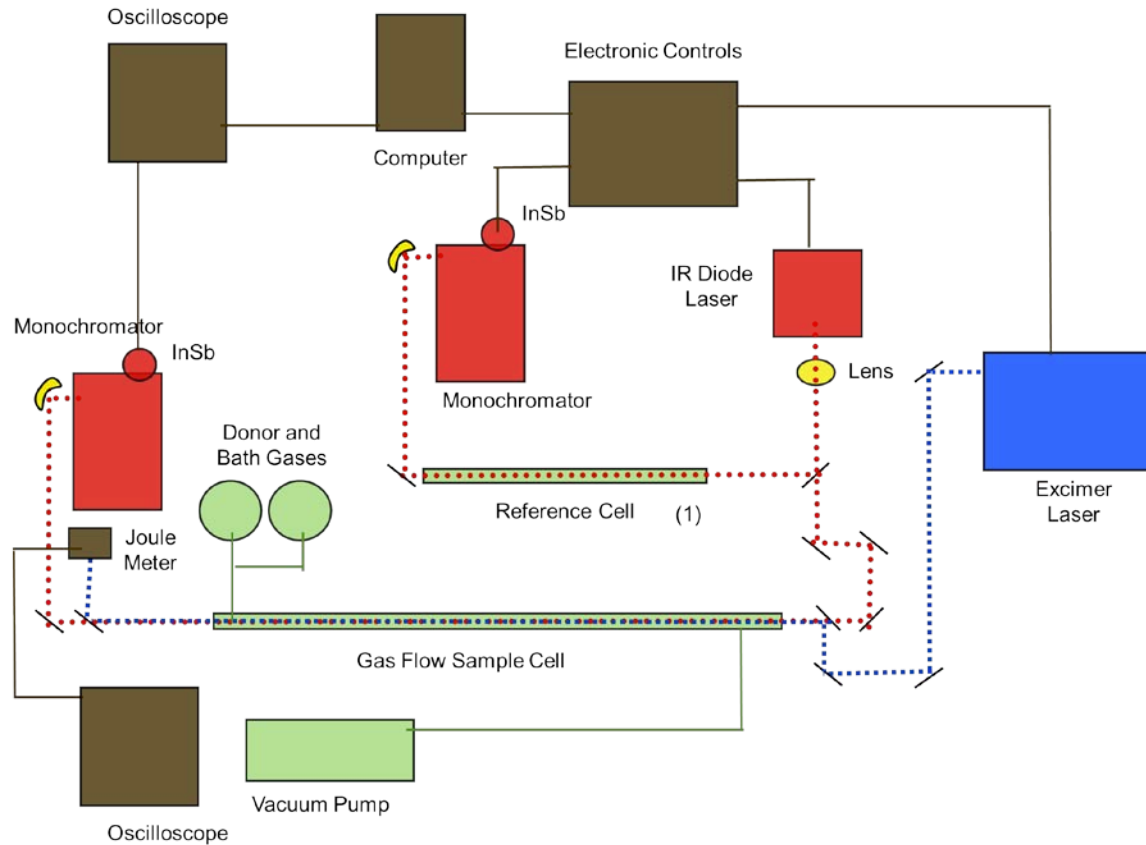 Oscilloscope
Electronic Controls
Computer
InSb
IR Diode
Laser
Monochromator
InSb
Lens
Monochromator
Donor and
Bath Gases
Excimer
Laser
Reference Cell (1)
Joule
Meter
Gas Flow Sample Cell
Vacuum Pump
Oscilloscope